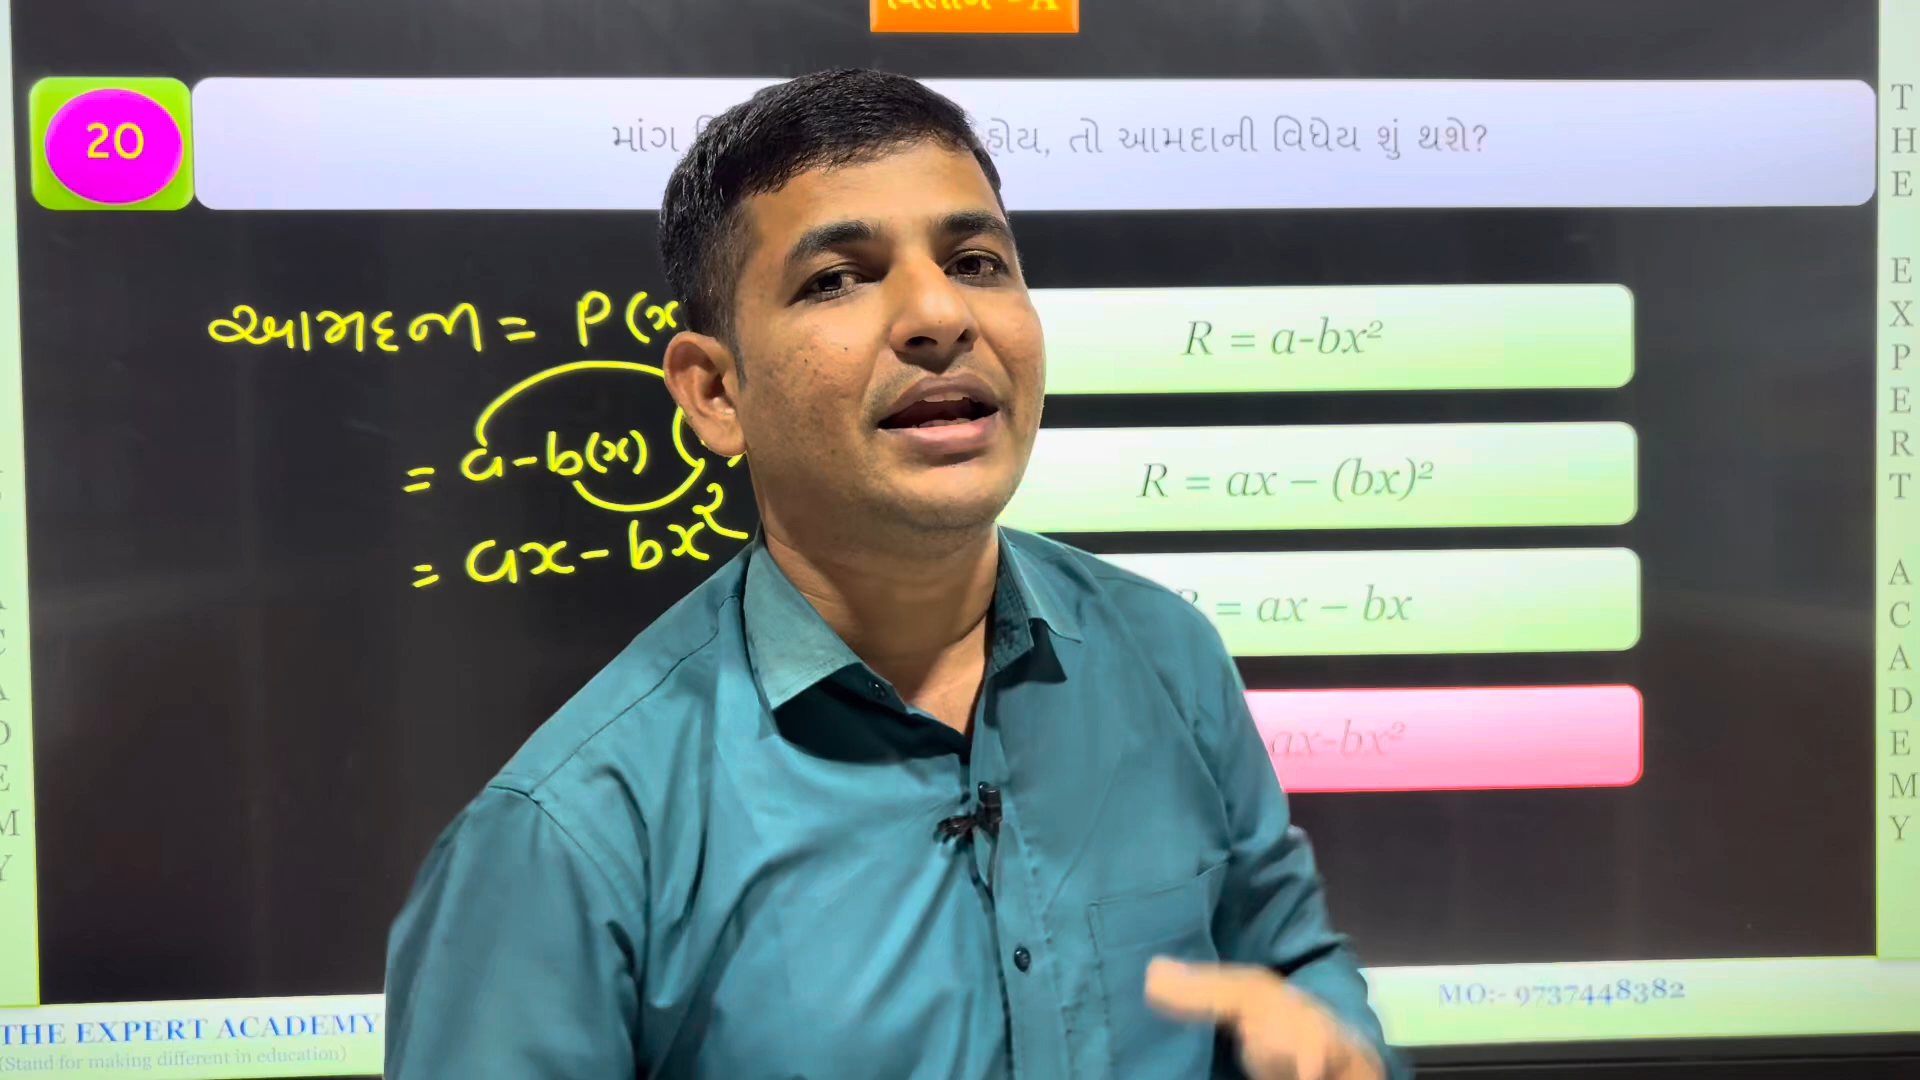 20
માંગ
હોય, તો આમદાની વિધેય શું થશે?
આમદની = P(x
= a-b(x)
= ax - bx²
R = a-bx²
R = ax – (bx)²
= ax – bx
ax-bx²
THE EXPERT ACADEMY
MO:- 9737448382
THE EXPERT ACADEMY
(Stand for making different in education)